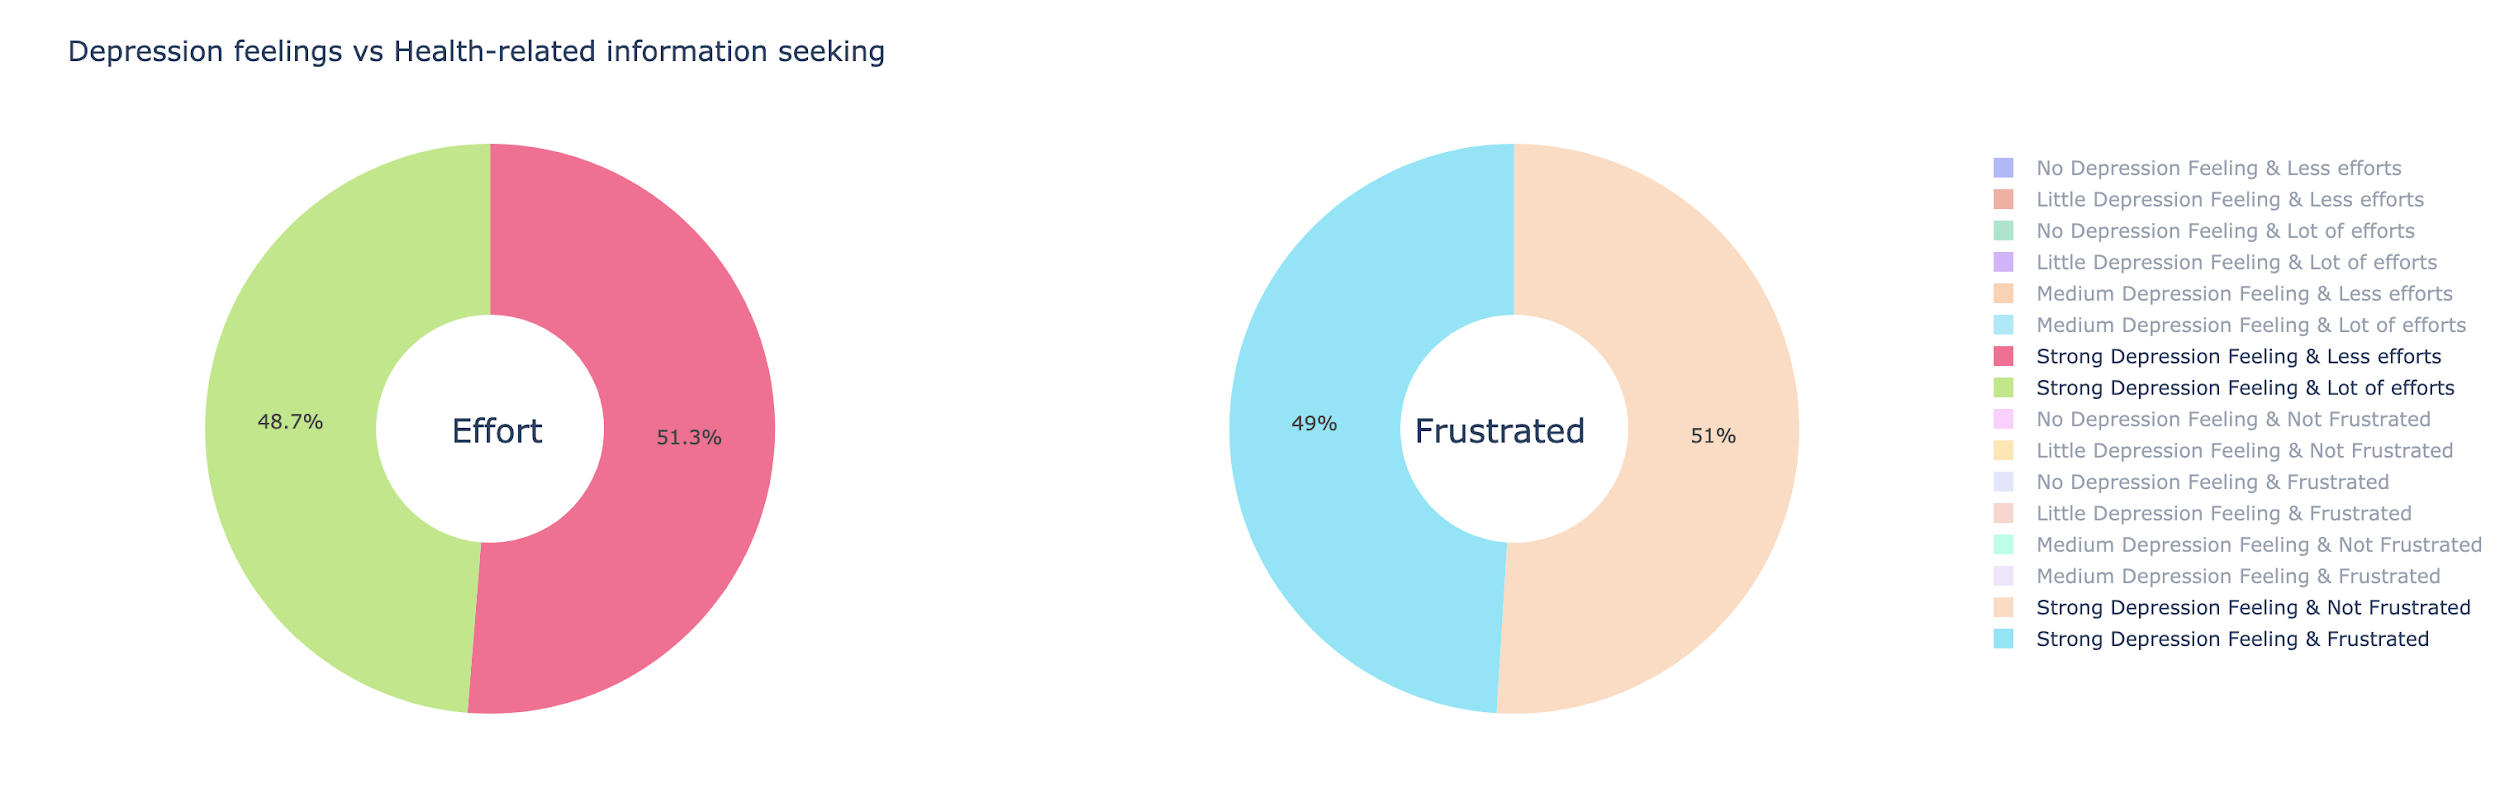 Depression feelings vs Health-related information seeking
48.7%
Effort
51.3%
49%
Frustrated
51%
No Depression Feeling & Less efforts
Little Depression Feeling & Less efforts
No Depression Feeling & Lot of efforts
Little Depression Feeling & Lot of efforts
Medium Depression Feeling & Less efforts
Medium Depression Feeling & Lot of efforts
Strong Depression Feeling & Less efforts
Strong Depression Feeling & Lot of efforts
No Depression Feeling & Not Frustrated
Little Depression Feeling & Not Frustrated
No Depression Feeling & Frustrated
Little Depression Feeling & Frustrated
Medium Depression Feeling & Not Frustrated
Medium Depression Feeling & Frustrated
Strong Depression Feeling & Not Frustrated
Strong Depression Feeling & Frustrated